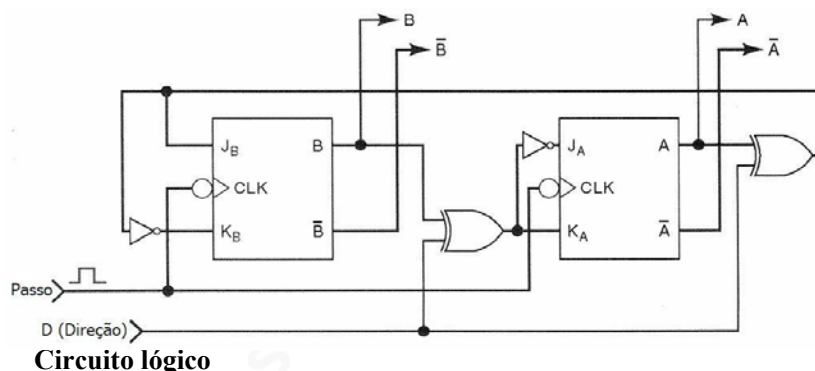 B
B̅
A
A̅
J_B
B
CLK
K_B
B̅
J_A
A
CLK
K_A
A̅
Passo
D (Direção)
Circuito lógico